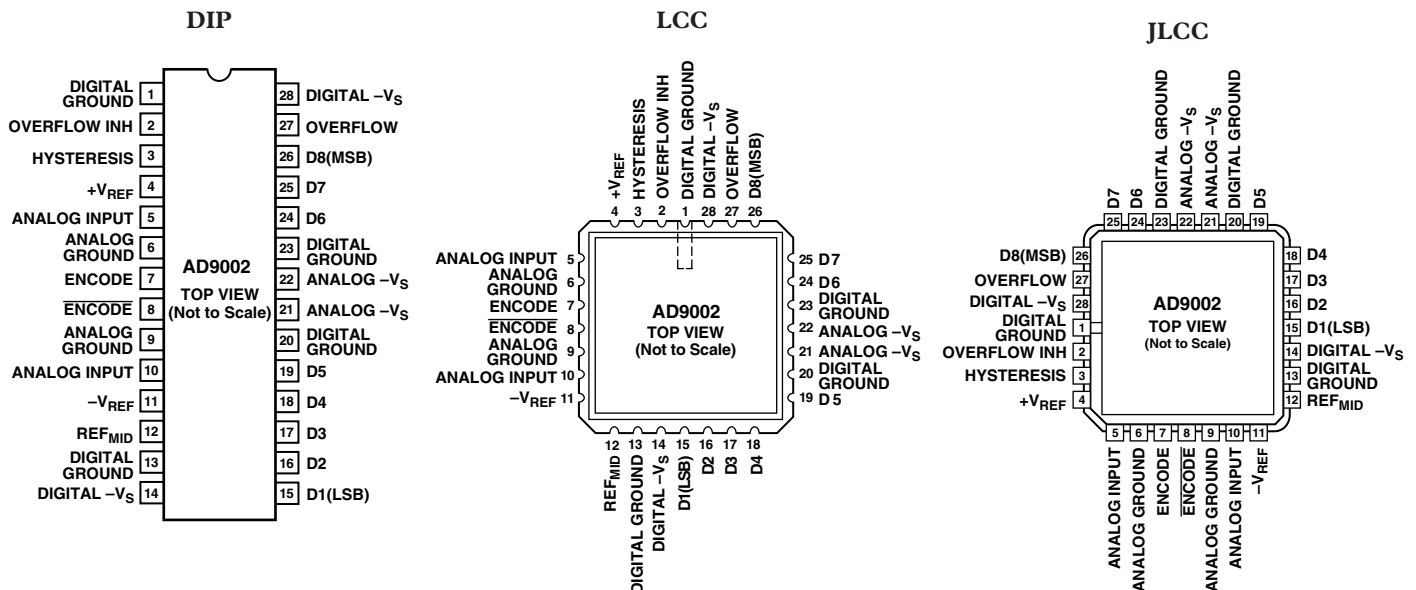 DIP
DIGITAL
GROUND 1
OVERFLOW INH 2
HYSTERESIS 3
+VREF 4
ANALOG INPUT 5
ANALOG
GROUND 6
ENCODE 7
ENCODE 8
ANALOG
GROUND 9
ANALOG INPUT 10
–VREF 11
REFMID 12
DIGITAL
GROUND 13
DIGITAL –VS 14
AD9002
TOP VIEW
(Not to Scale)
28 DIGITAL –VS
27 OVERFLOW
26 D8(MSB)
25 D7
24 D6
23 DIGITAL
GROUND
22 ANALOG –VS
21 ANALOG –VS
20 DIGITAL
GROUND
19 D5
18 D4
17 D3
16 D2
15 D1(LSB)
LCC
+VREF 4
HYSTERESIS 3
OVERFLOW INH 2
DIGITAL GROUND 1
DIGITAL –VS 28
OVERFLOW 27
D8(MSB) 26
ANALOG INPUT 5
ANALOG
GROUND 6
ENCODE 7
ENCODE 8
ANALOG
GROUND 9
ANALOG INPUT 10
–VREF 11
AD9002
TOP VIEW
(Not to Scale)
25 D7
24 D6
23 DIGITAL
GROUND
22 ANALOG –VS
21 ANALOG –VS
20 DIGITAL
GROUND
19 D5
12 REFMID
13 DIGITAL GROUND
14 DIGITAL –VS
15 D1(LSB)
16 D2
17 D3
18 D4
JLCC
D7 25
D6 24
DIGITAL GROUND 23
ANALOG –VS 22
ANALOG –VS 21
DIGITAL GROUND 20
D5 19
D8(MSB) 26
OVERFLOW 27
DIGITAL –VS 28
DIGITAL
GROUND 1
OVERFLOW INH 2
HYSTERESIS 3
+VREF 4
AD9002
TOP VIEW
(Not to Scale)
18 D4
17 D3
16 D2
15 D1(LSB)
14 DIGITAL –VS
13 DIGITAL
GROUND
12 REFMID
5 ANALOG INPUT
6 ANALOG GROUND
7 ENCODE
8 ENCODE
9 ANALOG GROUND
10 ANALOG INPUT
11 –VREF